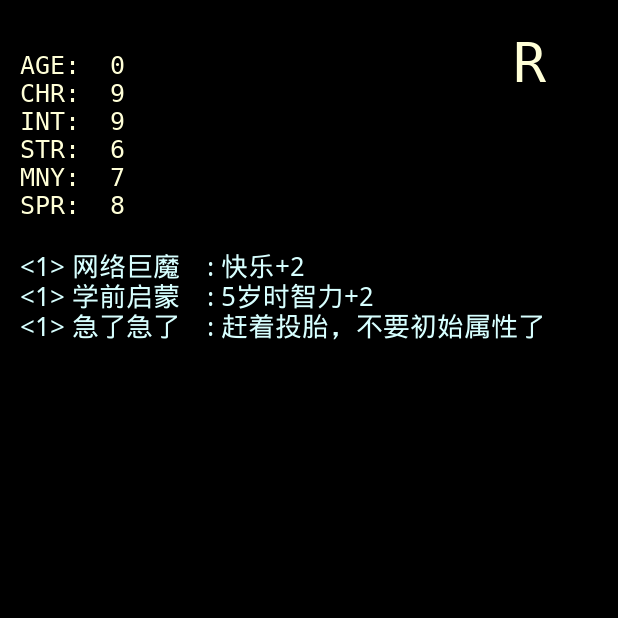 R
AGE: 0
CHR: 9
INT: 9
STR: 6
MNY: 7
SPR: 8
<1> 网络巨魔 : 快乐+2
<1> 学前启蒙 : 5岁时智力+2
<1> 急了急了 : 赶着投胎，不要初始属性了